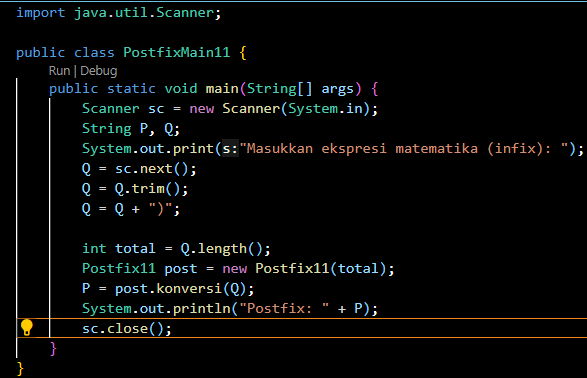 import java.util.Scanner;
public class PostfixMain11 {
Run | Debug
public static void main(String[] args) {
Scanner sc = new Scanner(System.in);
String P, Q;
System.out.print(s:"Masukkan ekspresi matematika (infix): ");
Q = sc.next();
Q = Q.trim();
Q = Q + ")";
int total = Q.length();
Postfix11 post = new Postfix11(total);
P = post.konversi(Q);
System.out.println("Postfix: " + P);
sc.close();
}
}